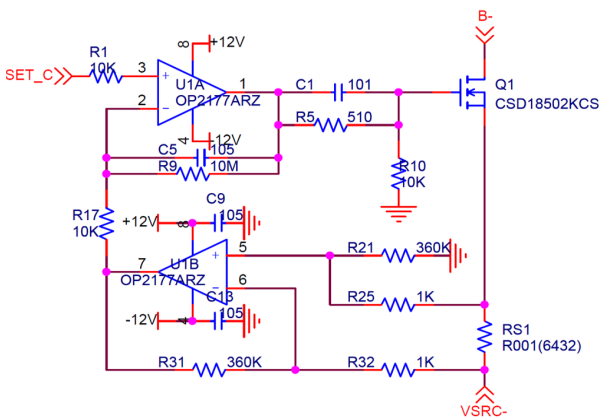 B-
R1
10K
SET_C
3
2
8
+12V
U1A
OP2177ARZ
1
4
-12V
C1
101
R5
510
R10
10K
Q1
CSD18502KCS
C5
105
R9
10M
R17
10K
C9
105
+12V
8
7
U1B
OP2177ARZ
5
6
C13
105
-12V
4
R21
360K
R25
1K
RS1
R001(6432)
R31
360K
R32
1K
VSRC-